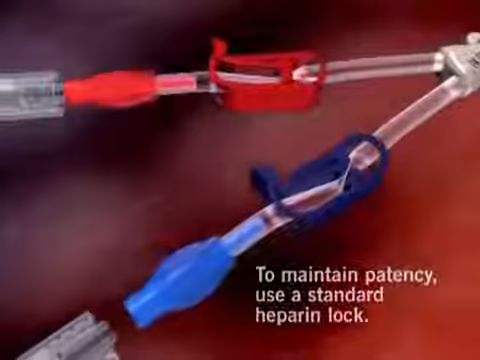 To maintain patency,
use a standard
heparin lock.